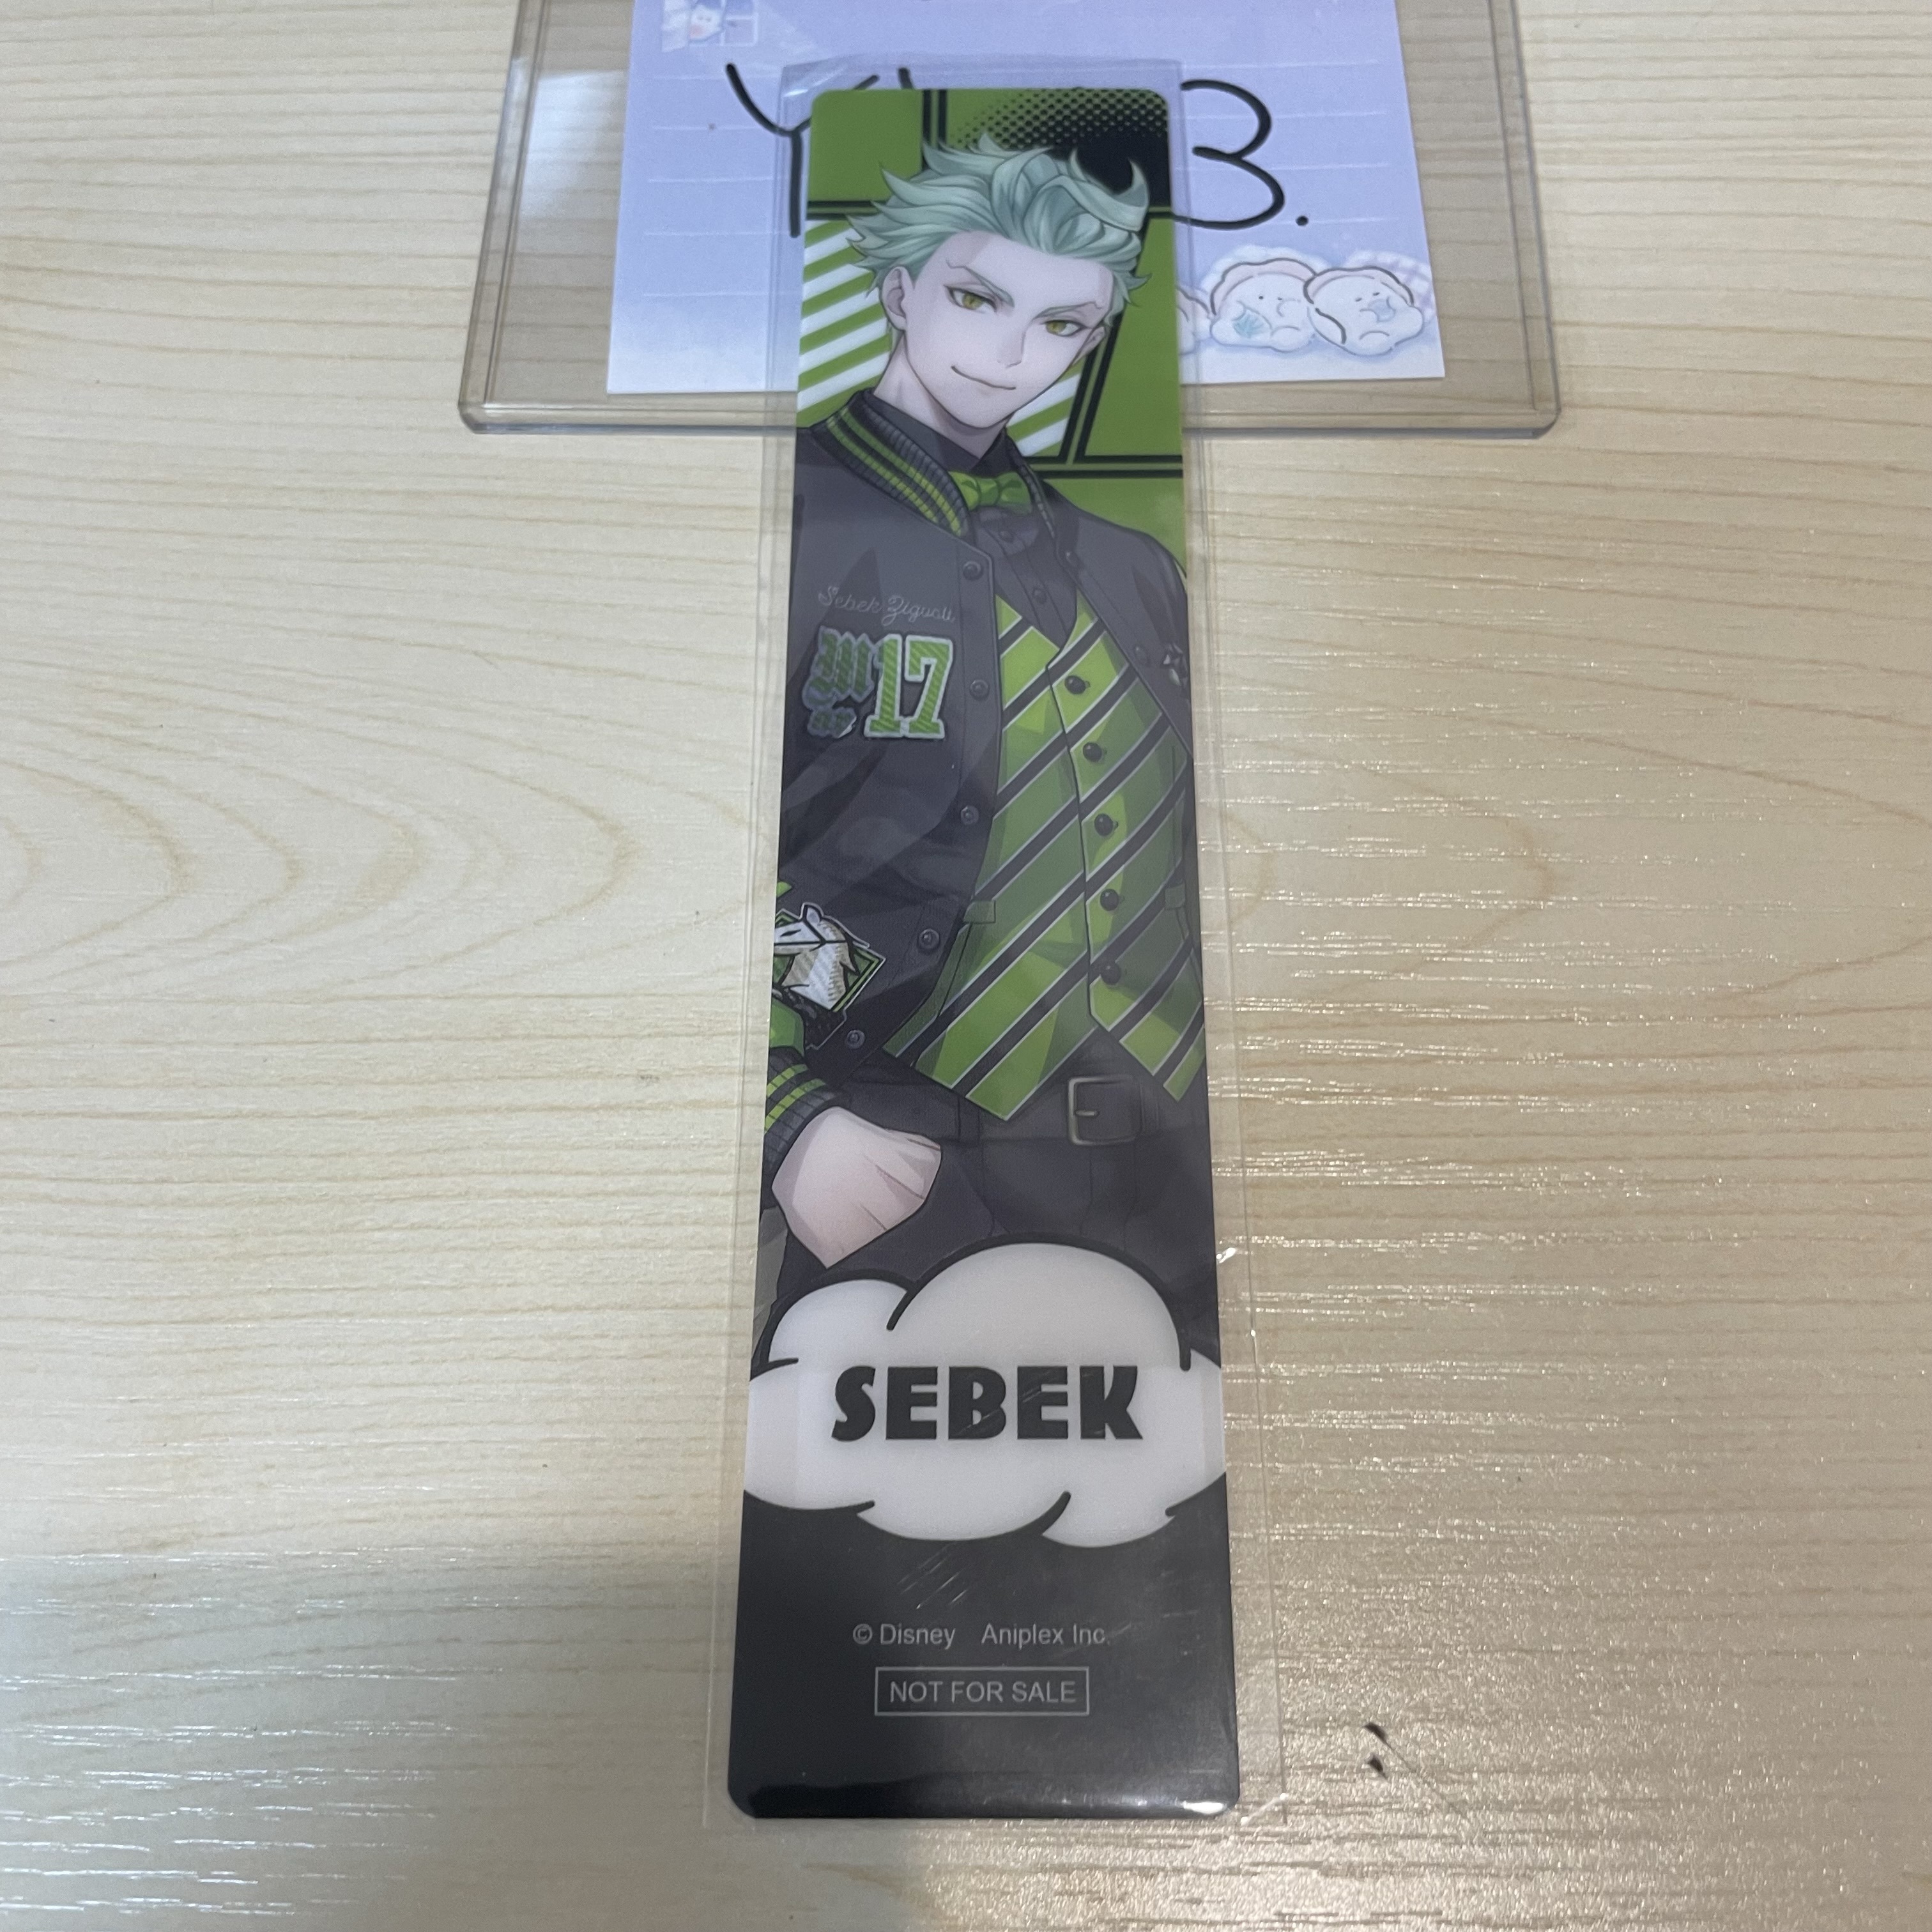 Sebek Zigvolt
17
SEBEK
© Disney Aniplex Inc.
NOT FOR SALE